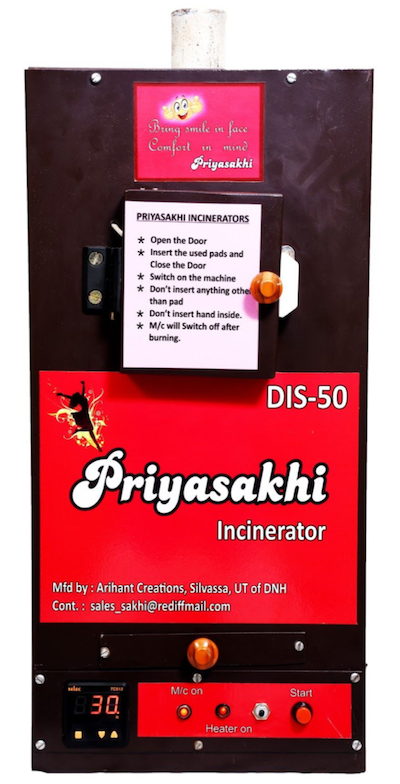 Bring smile in face
Comfort in mind
Priyasakhi
PRIYASAKHI INCINERATORS
* Open the Door
* Insert the used pads and
Close the Door
* Switch on the machine
* Don't insert anything other
than pad
* Don't insert hand inside.
* M/c will Switch off after
burning.
DIS-50
Priyasakhi
Incinerator
Mfd by : Arihant Creations, Silvassa, UT of DNH
Cont. : sales_sakhi@rediffmail.com
selec
30.
M/c on
Heater on
Start